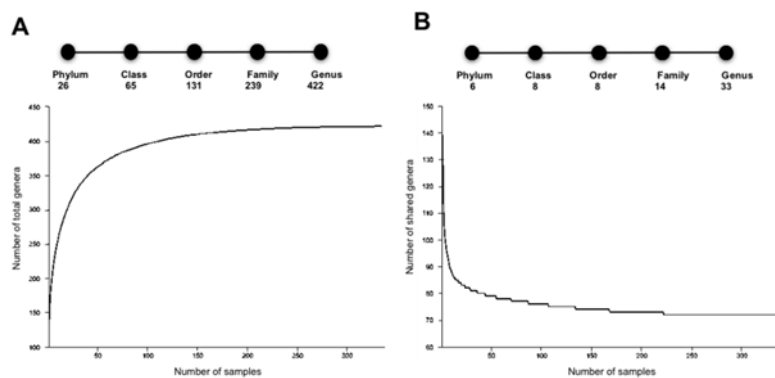 A
Phylum Class Order Family Genus
26 65 131 239 422
Number of total genera
450
400
350
300
250
200
150
100
50 100 150 200 250 300
Number of samples
B
Phylum Class Order Family Genus
6 8 8 14 33
Number of shared genera
150
140
130
120
110
100
90
80
70
60
50 100 150 200 250 300
Number of samples